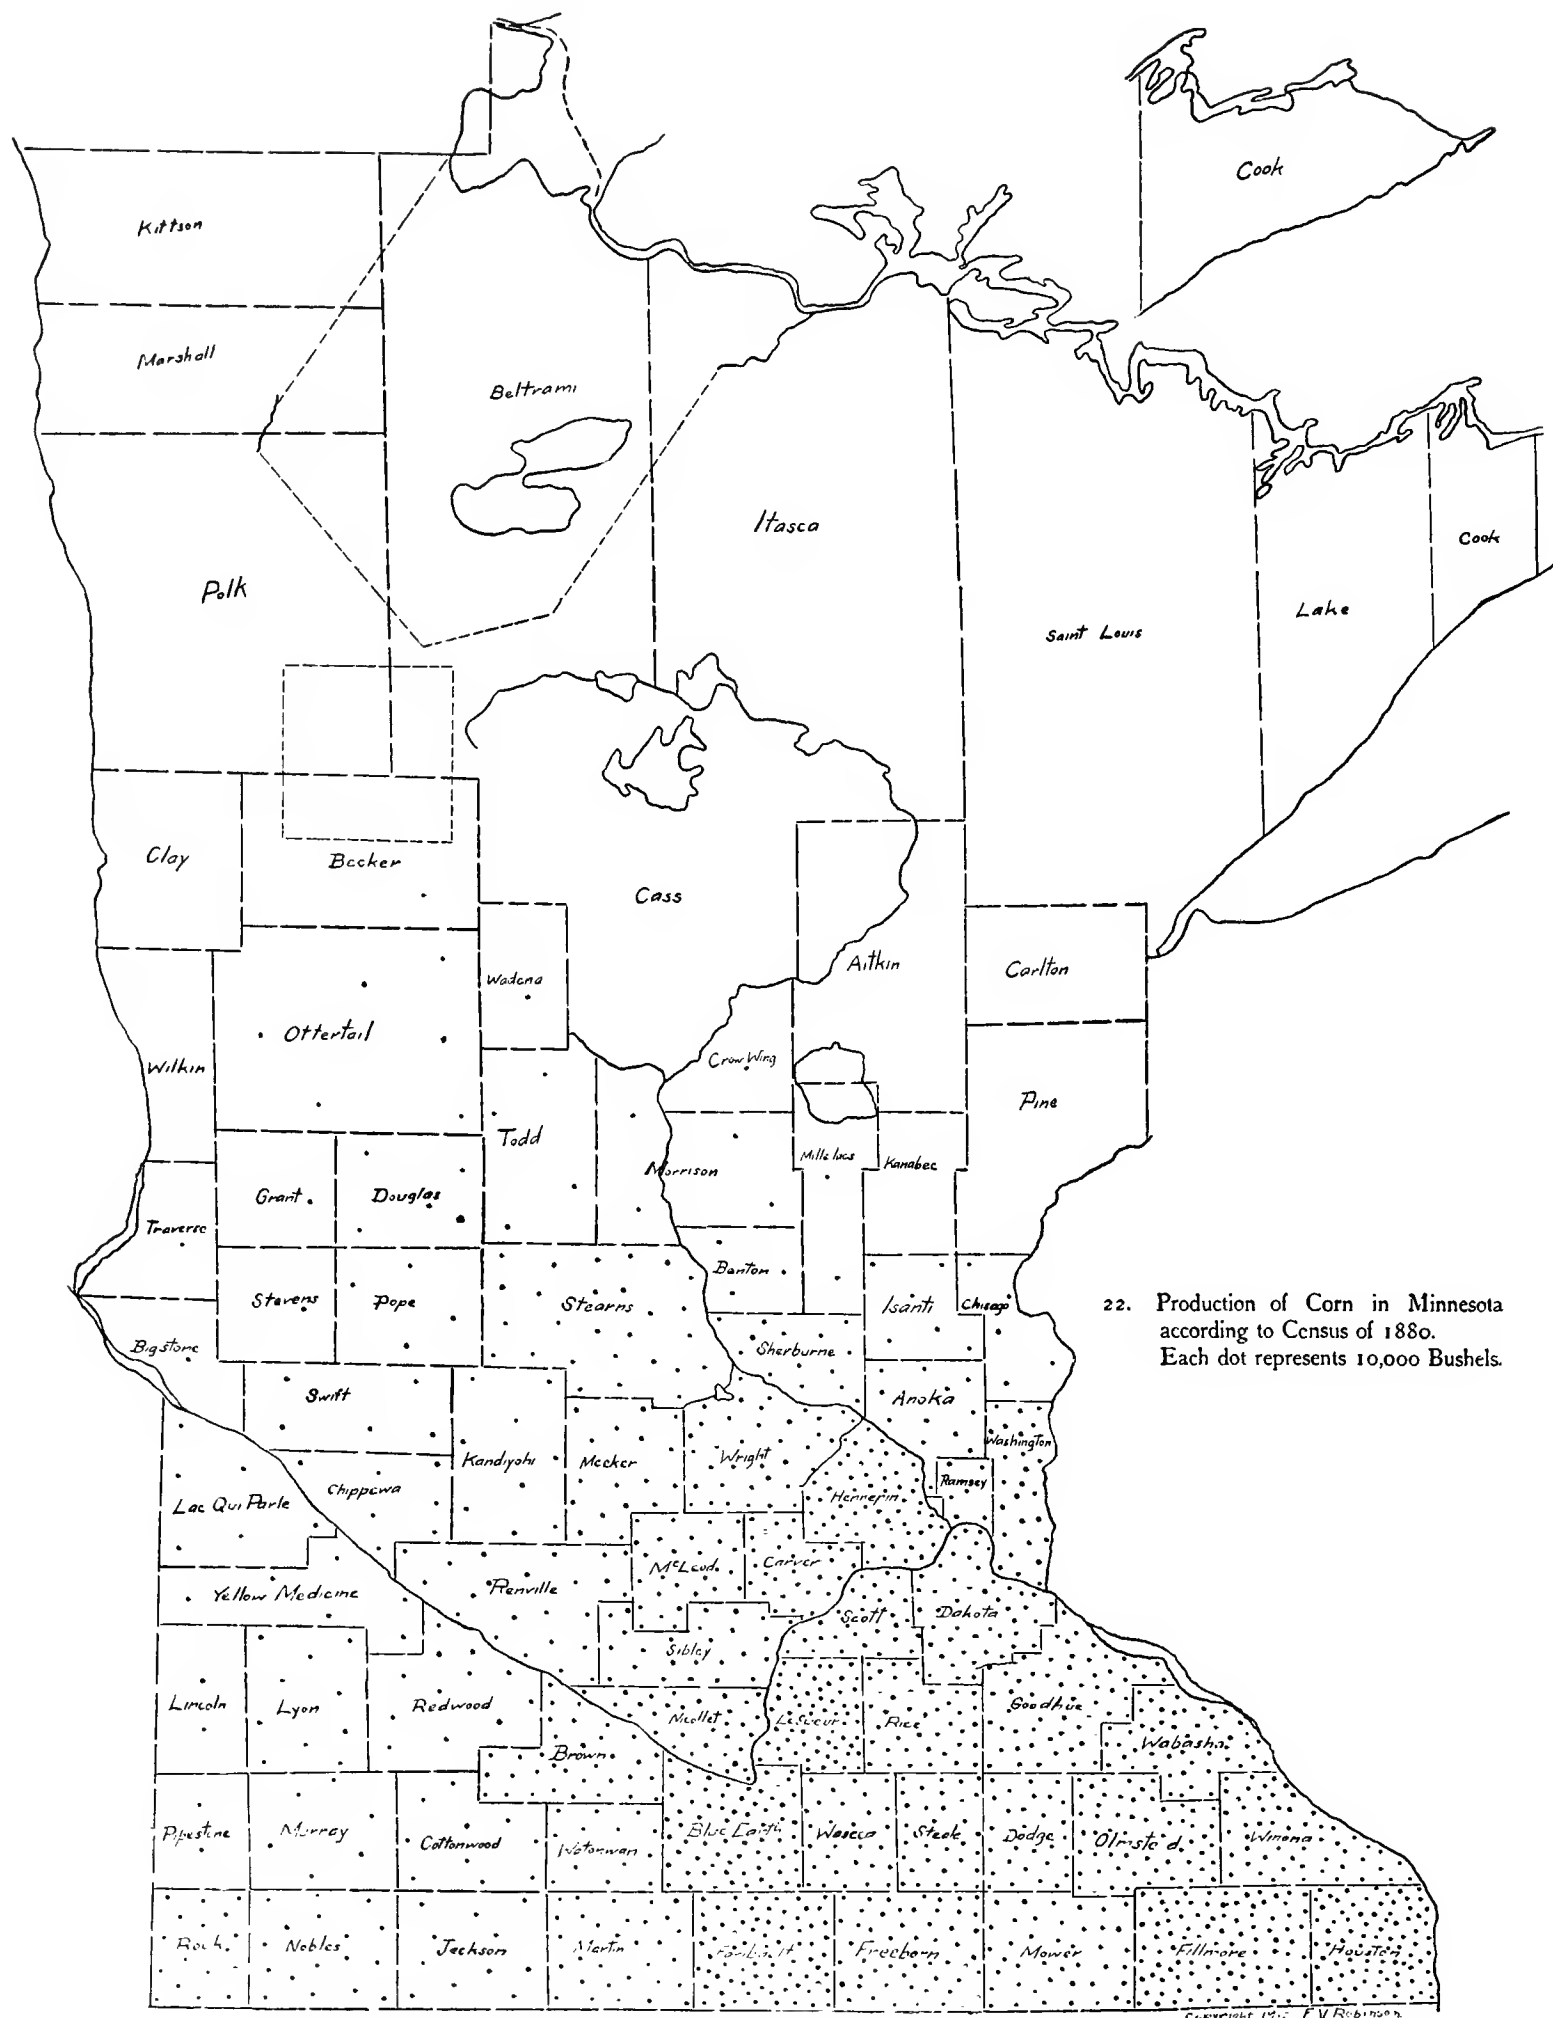 Cook
Kittson
Marshall
Beltrami
Itasca
Cook
Polk
Lake
Saint Louis
Clay
Becker
Cass
Aitkin
Carlton
Wadena
Ottertail
Crow Wing
Wilkin
Pine
Todd
Mille lacs
Kanabec
Morrison
Grant
Douglas
Traverse
Benton
Stevens
Pope
Stearns
Isanti
Chisago
22. Production of Corn in Minnesota
according to Census of 1880.
Each dot represents 10,000 Bushels.
Bigstone
Sherburne
Swift
Anoka
Washington
Kandiyohi
Meeker
Wright
Ramsey
Chippewa
Lac Qui Parle
Hennepin
McLeod
Carver
Renville
Yellow Medicine
Scott
Dakota
Sibley
Lincoln
Lyon
Redwood
Nicollet
LeSueur
Rice
Goodhue
Brown
Wabasha
Pipestone
Murray
Cottonwood
Watonwan
Blue Earth
Waseca
Steele
Dodge
Olmsted
Winona
Rock
Nobles
Jackson
Martin
Faribault
Freeborn
Mower
Fillmore
Houston
Copyright E. V. Robinson